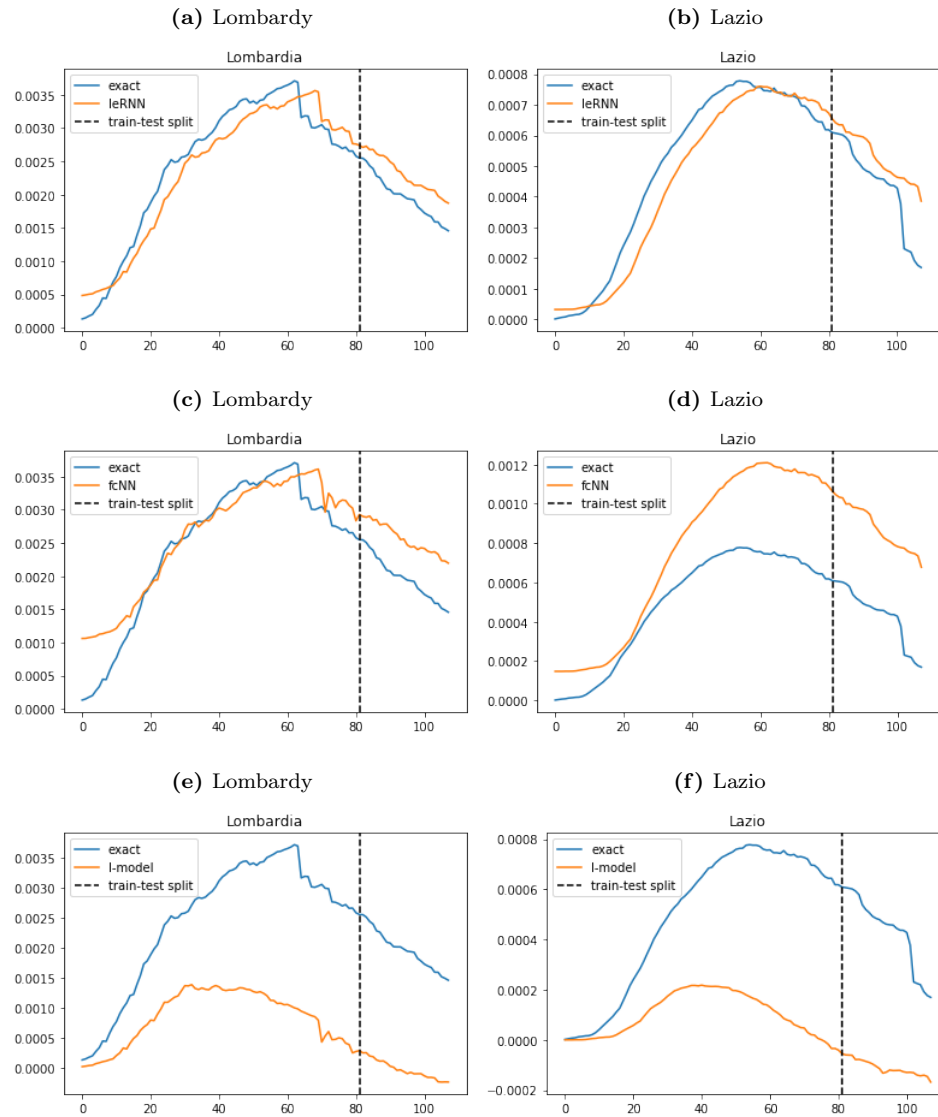 (a) Lombardy
(b) Lazio
Lombardia
exact
leRNN
train-test split
0.0035
0.0030
0.0025
0.0020
0.0015
0.0010
0.0005
0.0000
0 20 40 60 80 100
Lazio
exact
leRNN
train-test split
0.0008
0.0007
0.0006
0.0005
0.0004
0.0003
0.0002
0.0001
0.0000
0 20 40 60 80 100
(c) Lombardy
(d) Lazio
Lombardia
exact
fcNN
train-test split
0.0035
0.0030
0.0025
0.0020
0.0015
0.0010
0.0005
0.0000
0 20 40 60 80 100
Lazio
exact
fcNN
train-test split
0.0012
0.0010
0.0008
0.0006
0.0004
0.0002
0.0000
0 20 40 60 80 100
(e) Lombardy
(f) Lazio
Lombardia
exact
l-model
train-test split
0.0035
0.0030
0.0025
0.0020
0.0015
0.0010
0.0005
0.0000
0 20 40 60 80 100
Lazio
exact
l-model
train-test split
0.0008
0.0006
0.0004
0.0002
0.0000
−0.0002
0 20 40 60 80 100